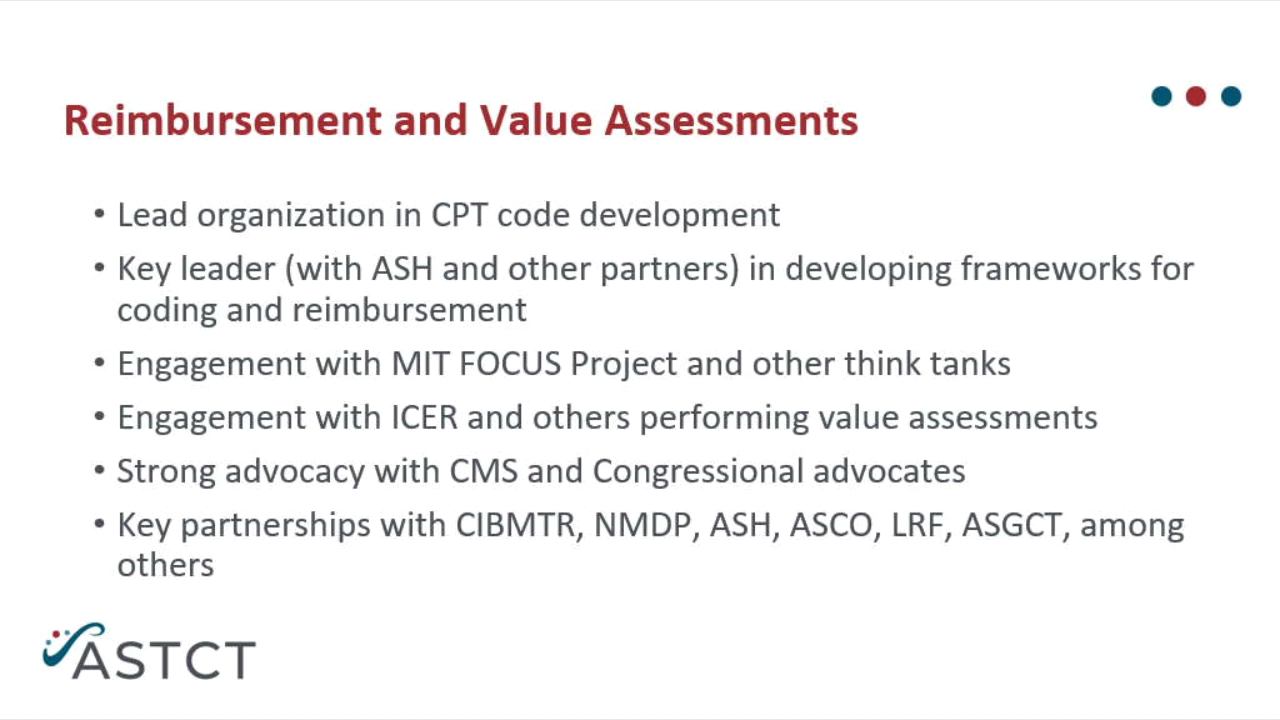 Reimbursement and Value Assessments
• Lead organization in CPT code development
• Key leader (with ASH and other partners) in developing frameworks for
coding and reimbursement
• Engagement with MIT FOCUS Project and other think tanks
• Engagement with ICER and others performing value assessments
• Strong advocacy with CMS and Congressional advocates
• Key partnerships with CIBMTR, NMDP, ASH, ASCO, LRF, ASGCT, among
others
ASTCT